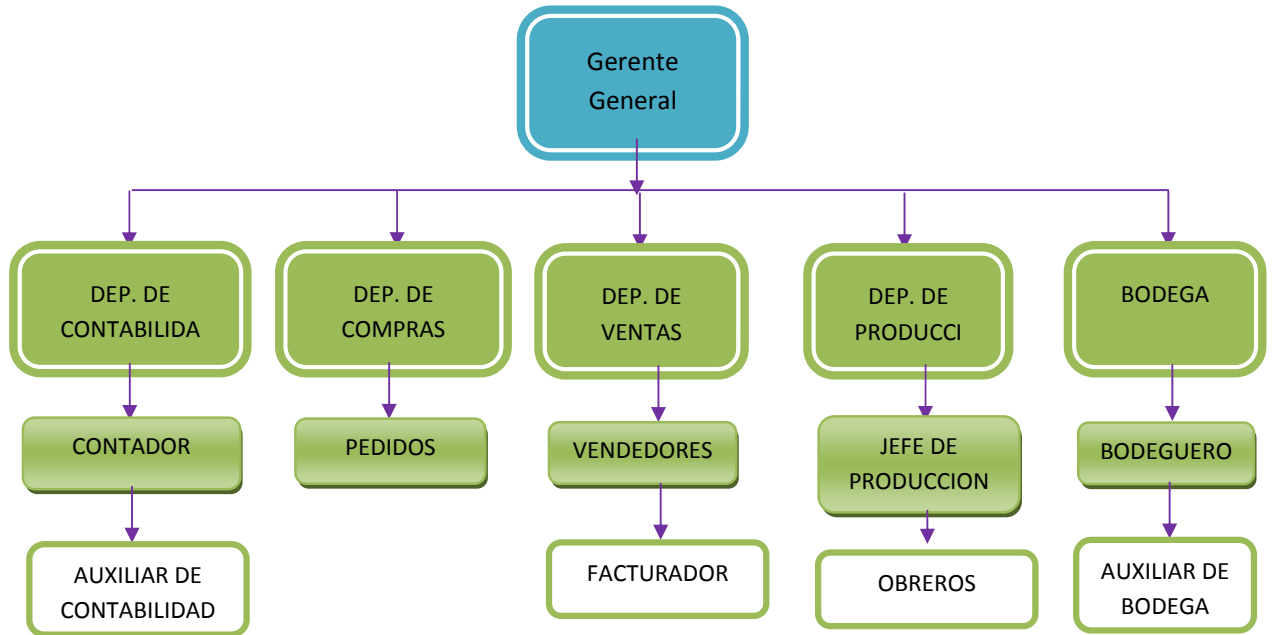 Gerente
General
DEP. DE
CONTABILIDA
DEP. DE
COMPRAS
DEP. DE
VENTAS
DEP. DE
PRODUCCI
BODEGA
CONTADOR
PEDIDOS
VENDEDORES
JEFE DE
PRODUCCION
BODEGUERO
AUXILIAR DE
CONTABILIDAD
FACTURADOR
OBREROS
AUXILIAR DE
BODEGA